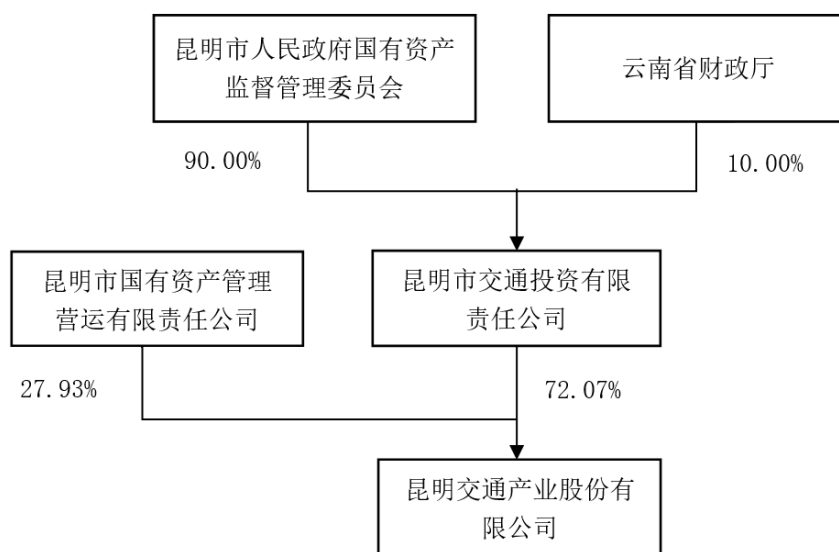 昆明市人民政府国有资产
监督管理委员会
云南省财政厅
90.00%
10.00%
昆明市国有资产管理
营运有限责任公司
昆明市交通投资有限
责任公司
27.93%
72.07%
昆明交通产业股份有
限公司